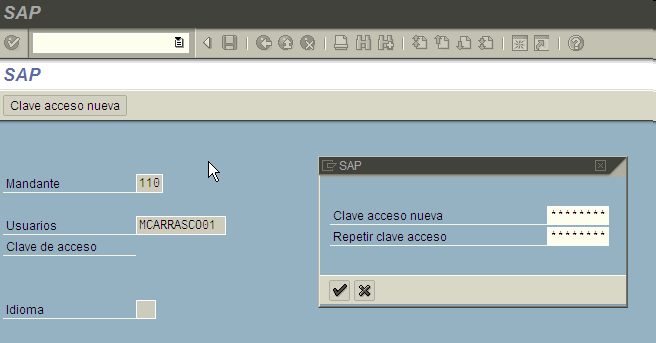 SAP
SAP
Clave acceso nueva
Mandante 110
Usuarios MCARRASCO01
Clave de acceso
Idioma
SAP
Clave acceso nueva ********
Repetir clave acceso ********